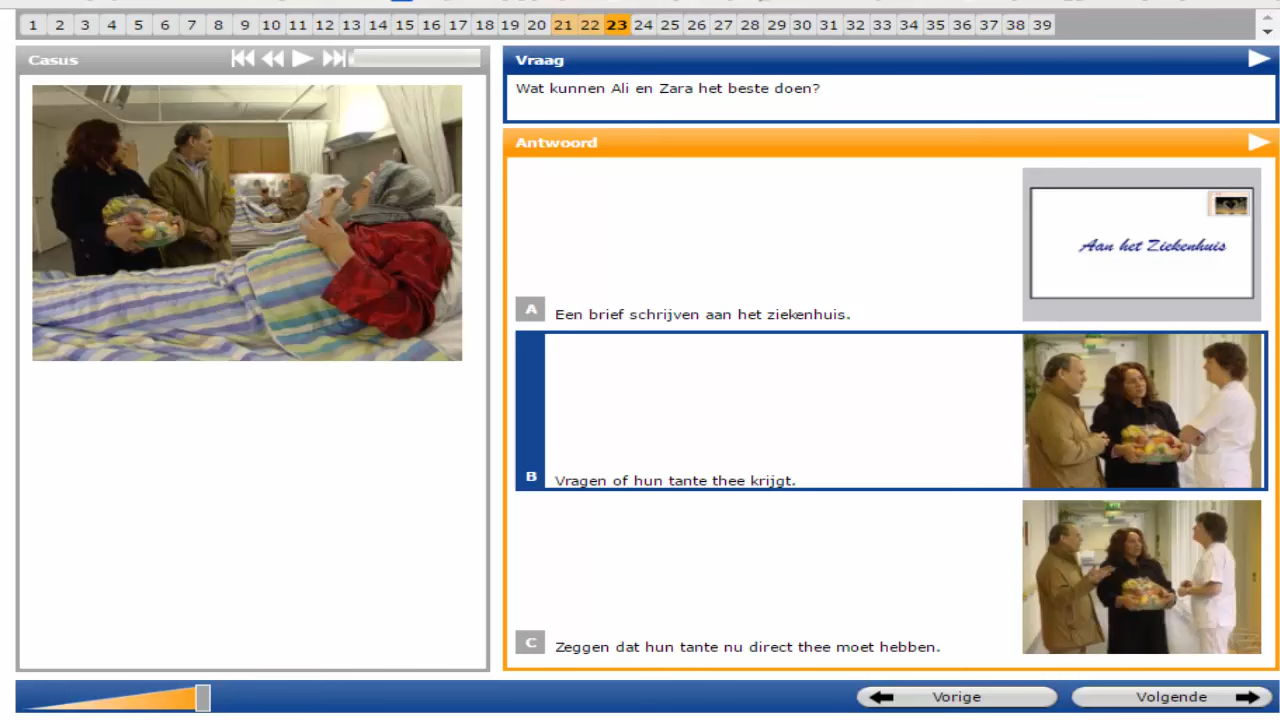 1 2 3 4 5 6 7 8 9 10 11 12 13 14 15 16 17 18 19 20 21 22 23 24 25 26 27 28 29 30 31 32 33 34 35 36 37 38 39
Casus
Vraag
Wat kunnen Ali en Zara het beste doen?
Antwoord
Aan het Ziekenhuis
A Een brief schrijven aan het ziekenhuis.
B Vragen of hun tante thee krijgt.
C Zeggen dat hun tante nu direct thee moet hebben.
Vorige
Volgende